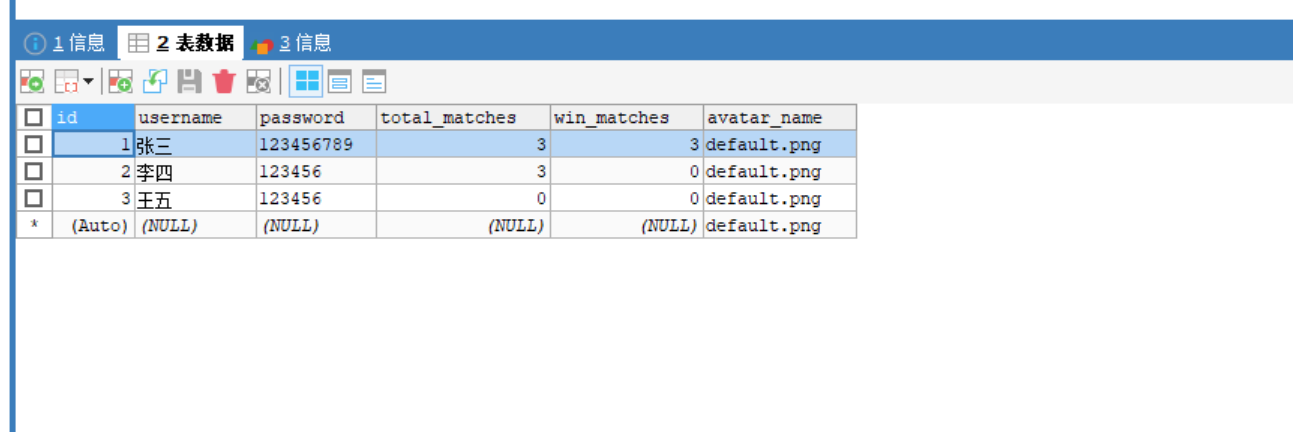 1 信息 2 表数据 3 信息
id username password total_matches win_matches avatar_name
1 张三 123456789 3 3 default.png
2 李四 123456 3 0 default.png
3 王五 123456 0 0 default.png
* (Auto) (NULL) (NULL) (NULL) (NULL) default.png